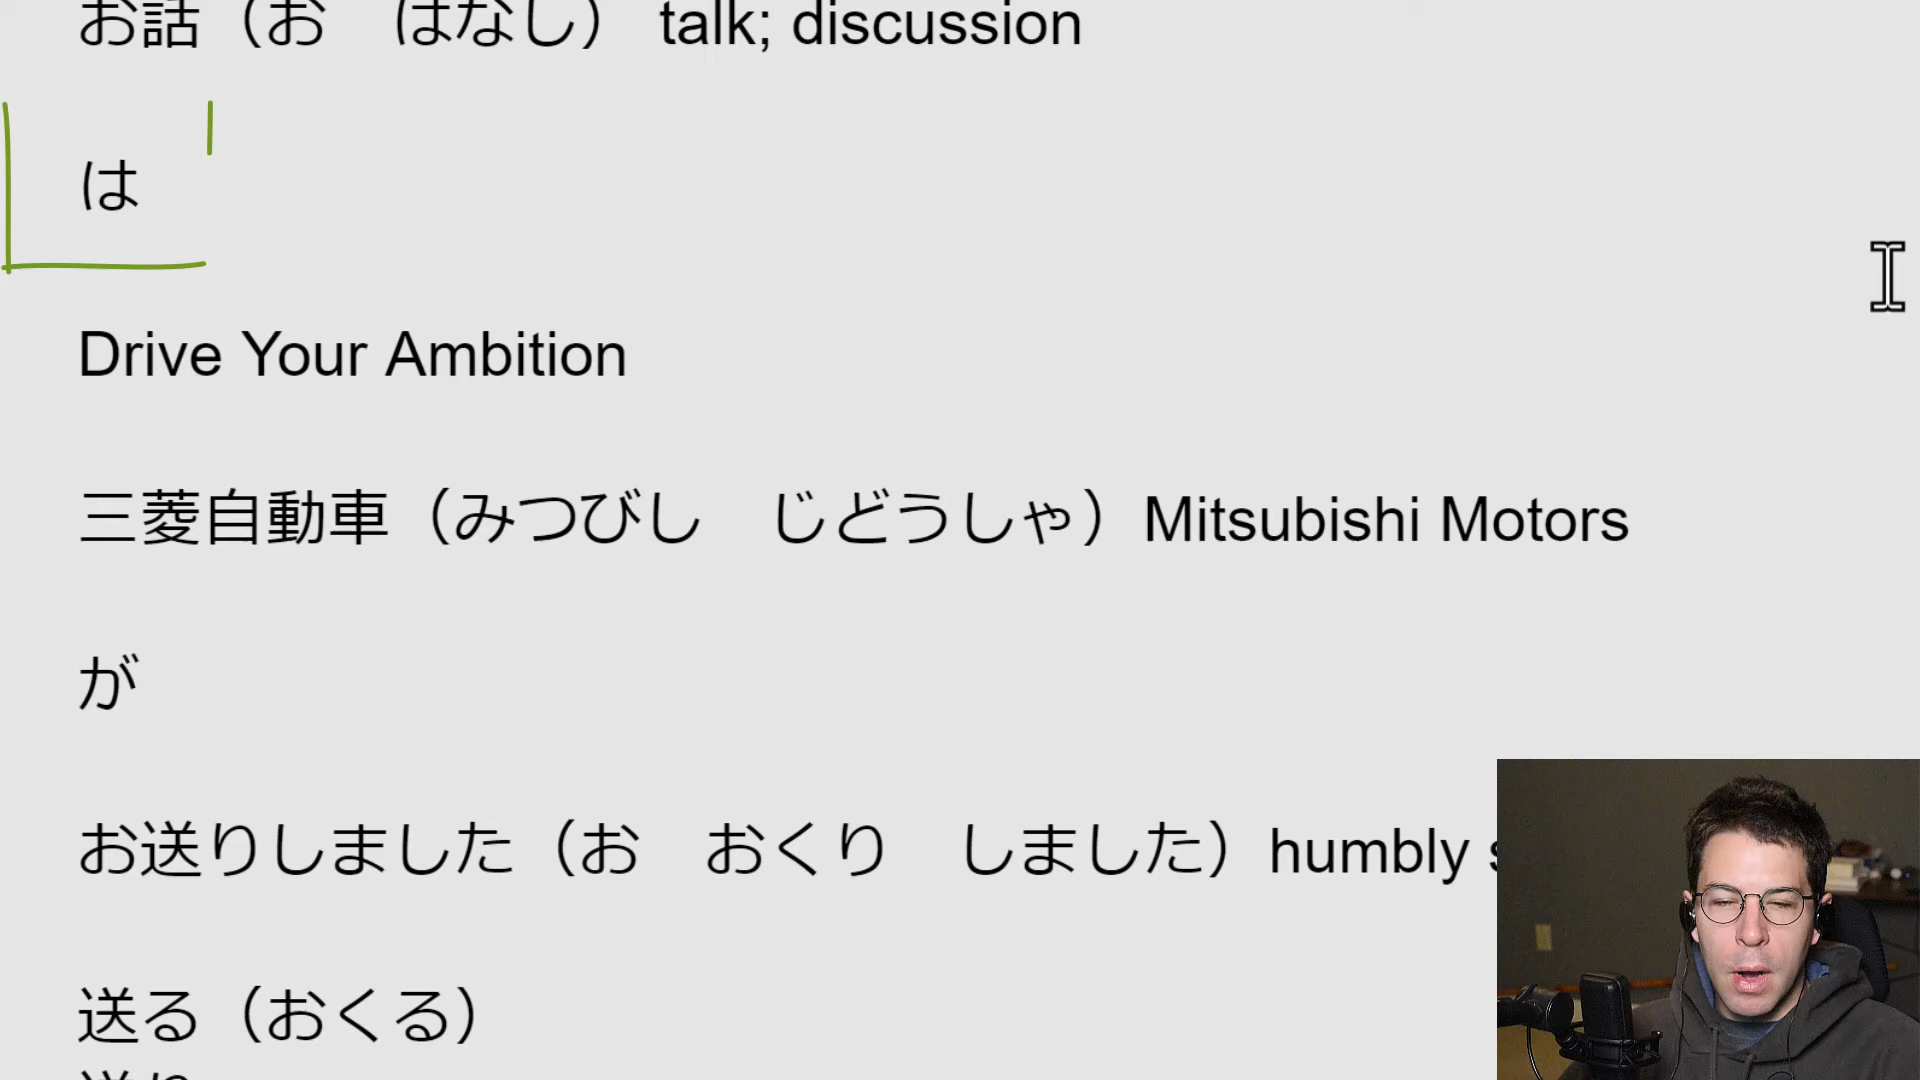 お話（お　はなし） talk; discussion
は
Drive Your Ambition
三菱自動車（みつびし　じどうしゃ）Mitsubishi Motors
が
お送りしました（お　おくり　しました）humbly
送る（おくる）
送り